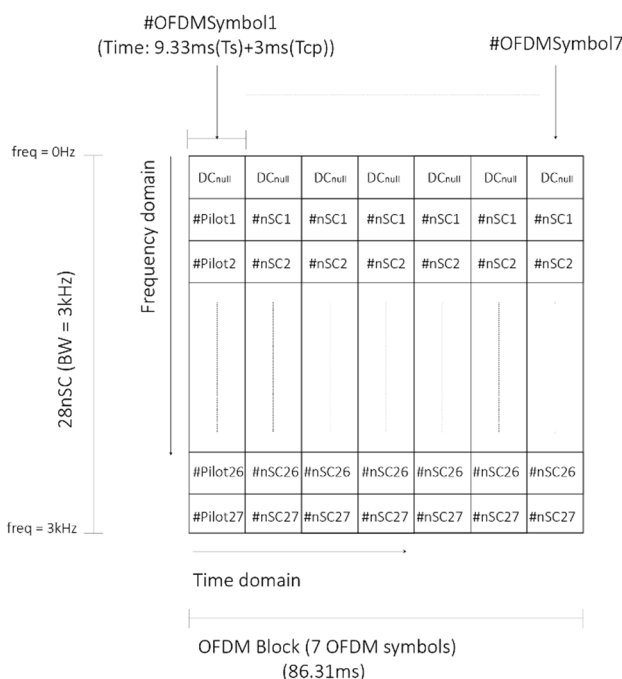 #OFDMSymbol1
(Time: 9.33ms(Ts)+3ms(Tcp))
#OFDMSymbol7
freq = 0Hz
DCnull DCnull DCnull DCnull DCnull DCnull DCnull
#Pilot1 #nSC1 #nSC1 #nSC1 #nSC1 #nSC1 #nSC1
#Pilot2 #nSC2 #nSC2 #nSC2 #nSC2 #nSC2 #nSC2
Frequency domain
28nSC (BW = 3kHz)
#Pilot26 #nSC26 #nSC26 #nSC26 #nSC26 #nSC26 #nSC26
#Pilot27 #nSC27 #nSC27 #nSC27 #nSC27 #nSC27 #nSC27
freq = 3kHz
Time domain
OFDM Block (7 OFDM symbols)
(86.31ms)